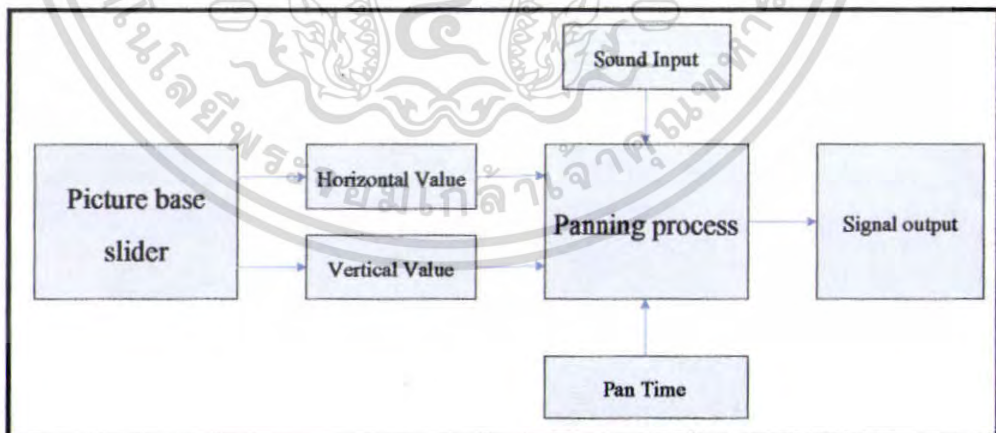 Sound Input
Picture base
slider
Horizontal Value
Vertical Value
Panning process
Signal output
Pan Time